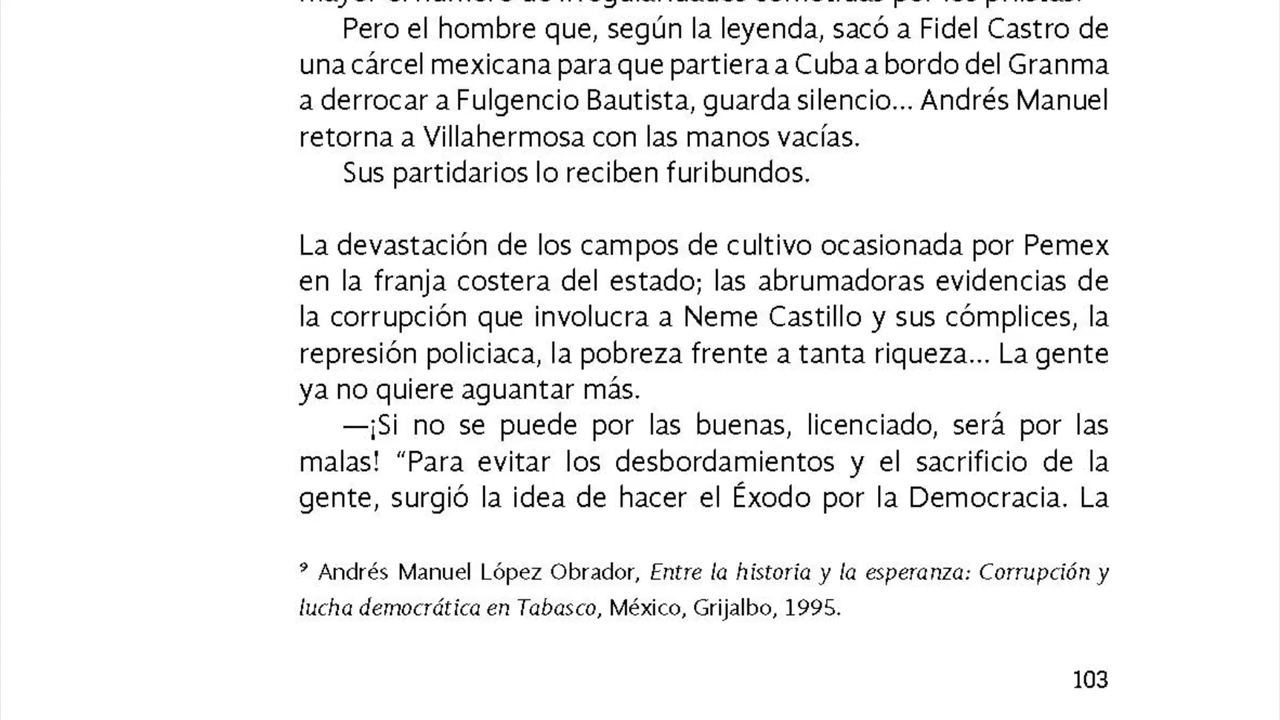 Pero el hombre que, según la leyenda, sacó a Fidel Castro de
una cárcel mexicana para que partiera a Cuba a bordo del Granma
a derrocar a Fulgencio Bautista, guarda silencio... Andrés Manuel
retorna a Villahermosa con las manos vacías.
Sus partidarios lo reciben furibundos.
La devastación de los campos de cultivo ocasionada por Pemex
en la franja costera del estado; las abrumadoras evidencias de
la corrupción que involucra a Neme Castillo y sus cómplices, la
represión policiaca, la pobreza frente a tanta riqueza... La gente
ya no quiere aguantar más.
—¡Si no se puede por las buenas, licenciado, será por las
malas! “Para evitar los desbordamientos y el sacrificio de la
gente, surgió la idea de hacer el Éxodo por la Democracia. La
⁹ Andrés Manuel López Obrador, Entre la historia y la esperanza: Corrupción y
lucha democrática en Tabasco, México, Grijalbo, 1995.
103